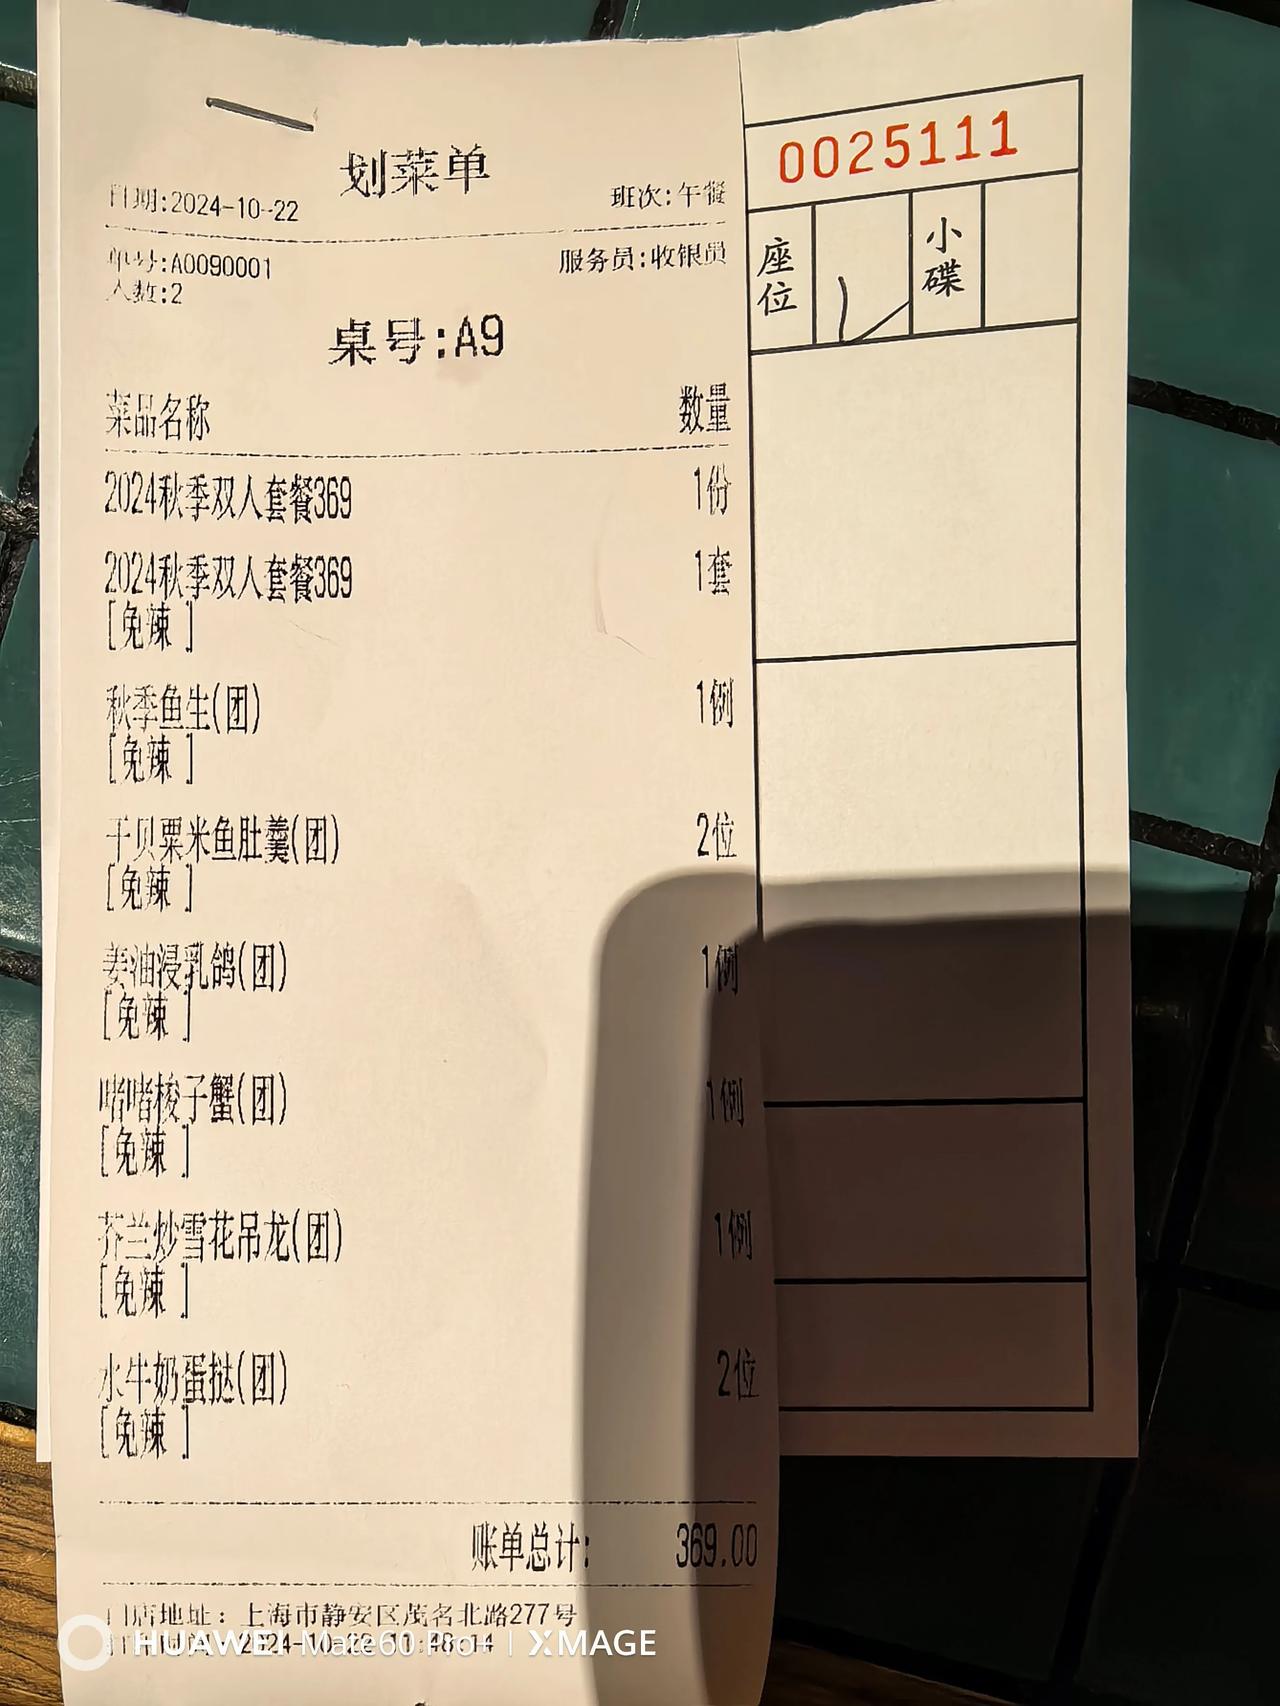 划菜单
日期:2024-10-22 班次:午餐
单号:A0090001 服务员:收银员
人数:2
桌号:A9
菜品名称 数量
2024秋季双人套餐369 1份
2024秋季双人套餐369 1套
[免辣 ]
秋季鱼生(团) 1例
[免辣 ]
干贝粟米鱼肚羹(团) 2位
[免辣 ]
姜油浸乳鸽(团) 1例
[免辣 ]
啫啫梭子蟹(团) 1例
[免辣 ]
芥兰炒雪花吊龙(团) 1例
[免辣 ]
水牛奶蛋挞(团) 2位
[免辣 ]
账单总计: 369.00
门店地址: 上海市静安区茂名北路277号
2024-10-22 11:48:14
0025111
座位
小碟
HUAWEI Mate60 Pro+ | XMAGE